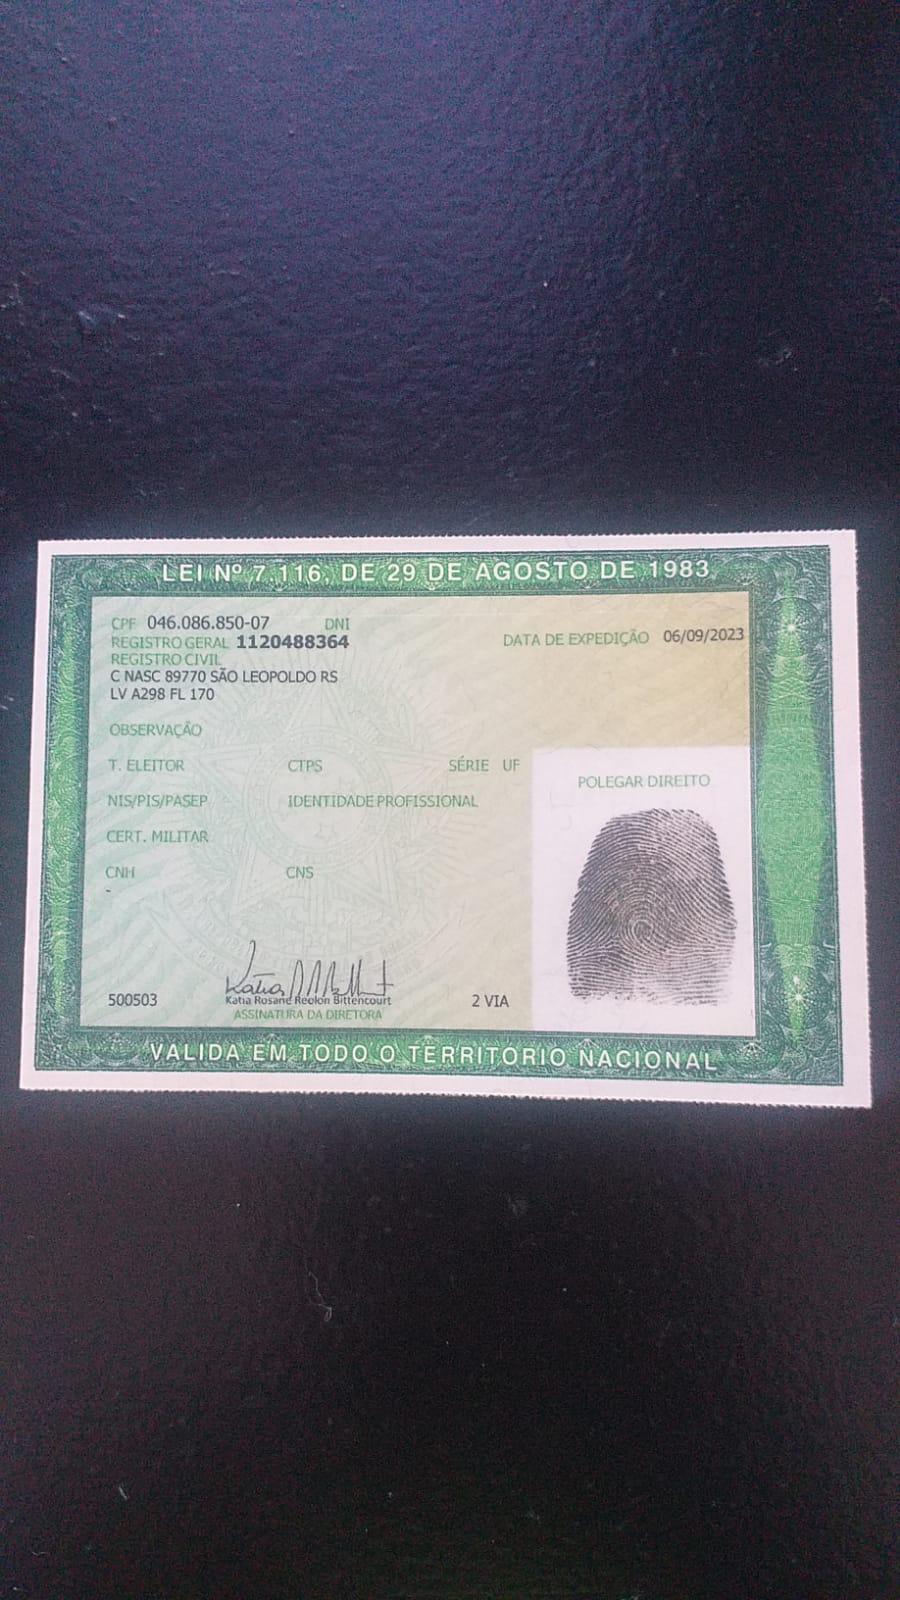 LEI Nº 7.116, DE 29 DE AGOSTO DE 1983
CPF 046.086.850-07 DNI
REGISTRO GERAL 1120488364 DATA DE EXPEDIÇÃO 06/09/2023
REGISTRO CIVIL
C NASC 89770 SÃO LEOPOLDO RS
LV A298 FL 170
OBSERVAÇÃO
T. ELEITOR CTPS SÉRIE UF
POLEGAR DIREITO
NIS/PIS/PASEP IDENTIDADE PROFISSIONAL
CERT. MILITAR
CNH CNS
-
500503 Katia Rosane Reolon Bittencourt 2 VIA
ASSINATURA DA DIRETORA
VALIDA EM TODO O TERRITORIO NACIONAL